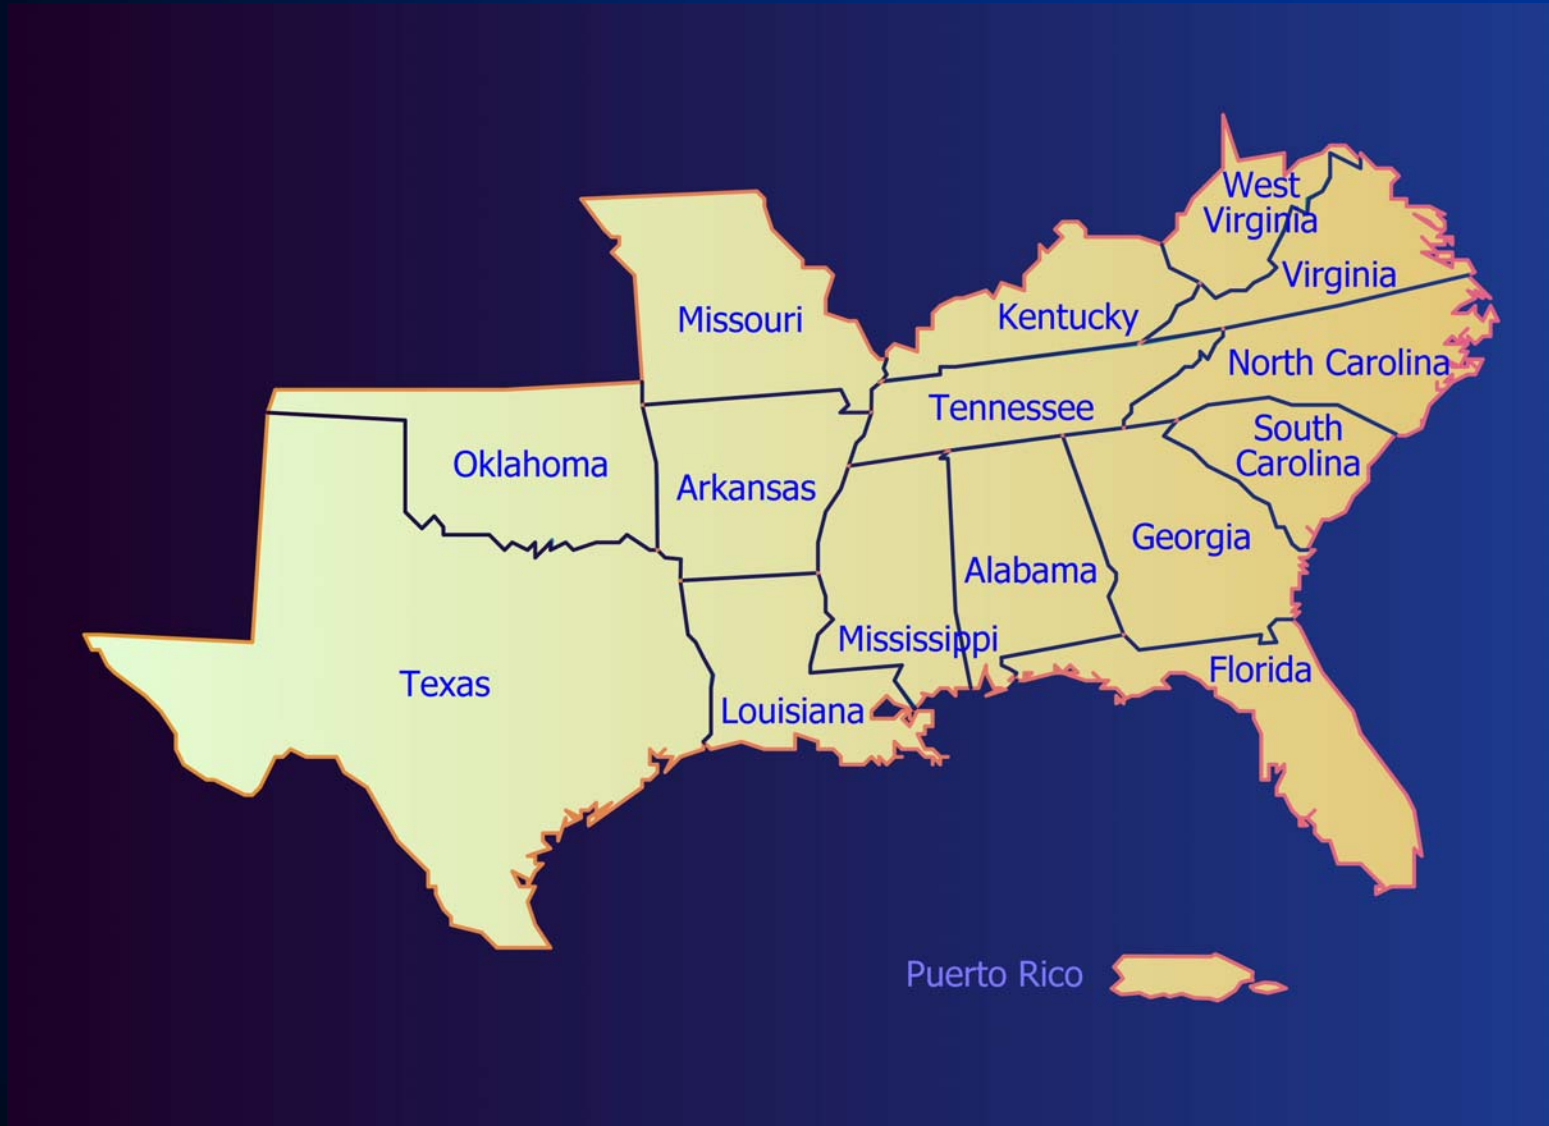 West
Virginia
Virginia
Missouri
Kentucky
North Carolina
Tennessee
South
Carolina
Oklahoma
Arkansas
Georgia
Alabama
Mississippi
Florida
Texas
Louisiana
Puerto Rico